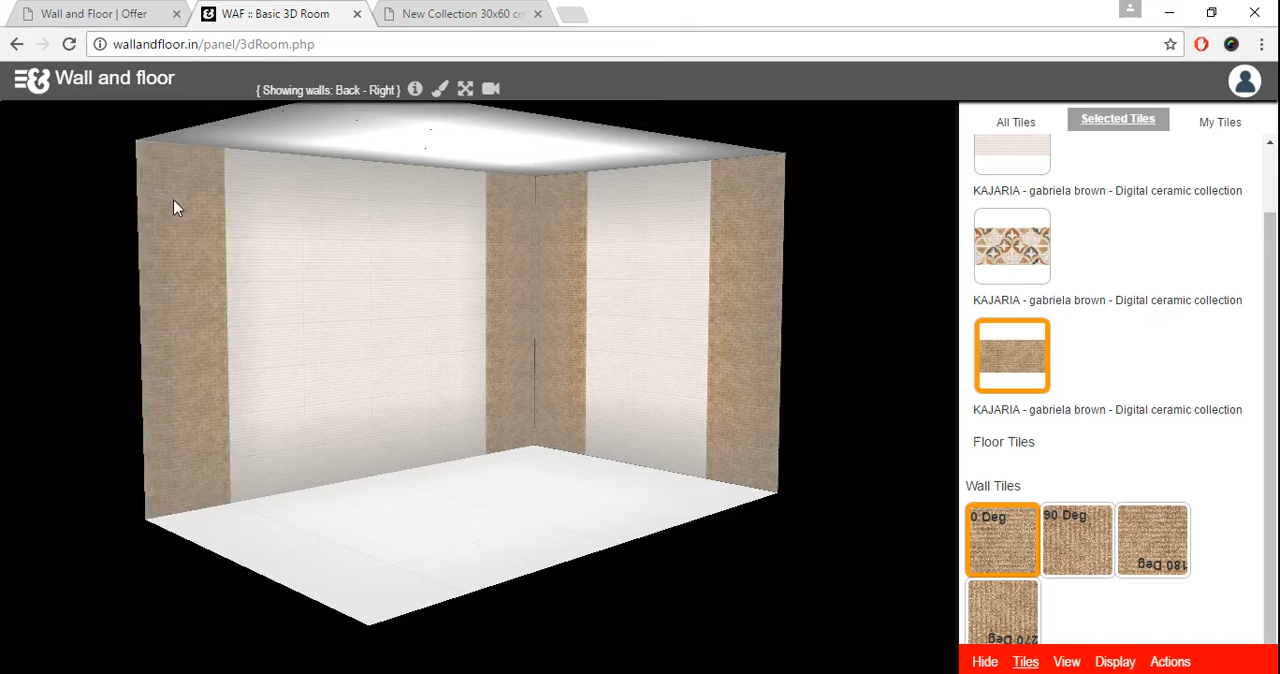 Wall and Floor | Offer
WAF :: Basic 3D Room
New Collection 30x60 cm
wallandfloor.in/panel/3dRoom.php
Wall and floor
{ Showing walls: Back - Right }
All Tiles
Selected Tiles
My Tiles
KAJARIA - gabriela brown - Digital ceramic collection
KAJARIA - gabriela brown - Digital ceramic collection
KAJARIA - gabriela brown - Digital ceramic collection
Floor Tiles
Wall Tiles
0 Deg
90 Deg
180 Deg
270 Deg
Hide Tiles View Display Actions